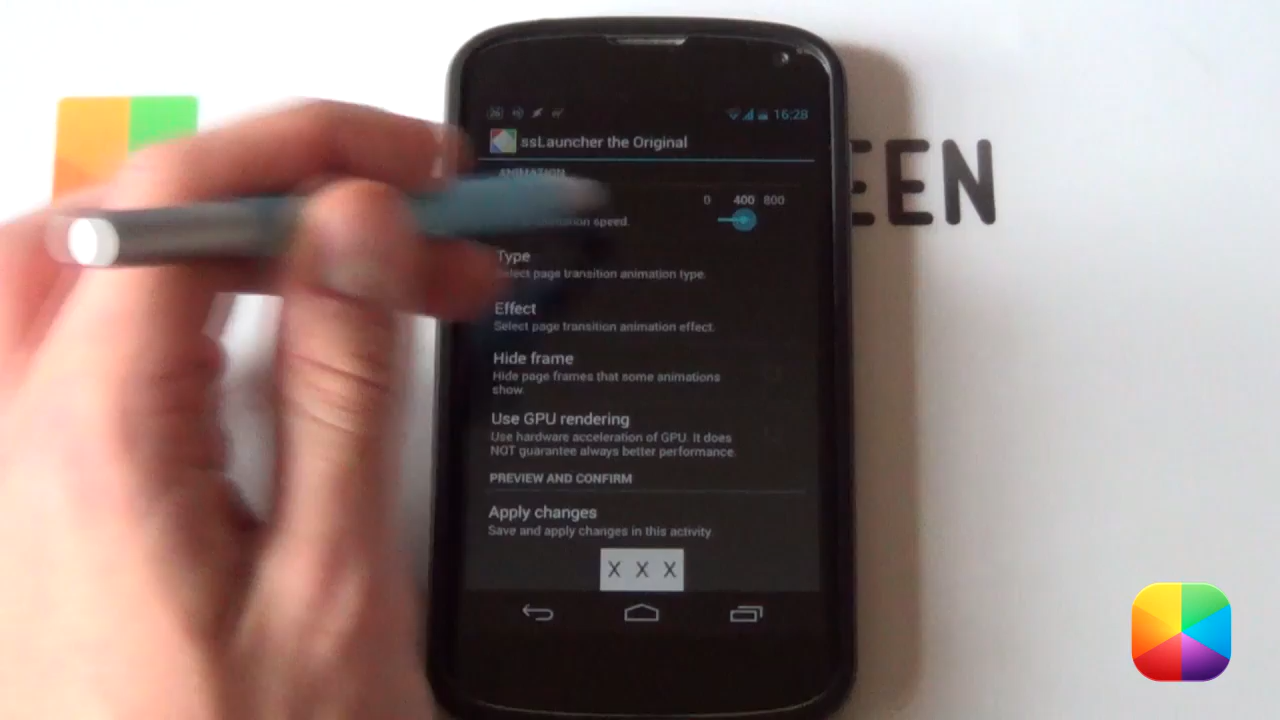 26
16:28
ssLauncher the Original
ANIMATION
0 400 800
speed.
Type
Select page transition animation type.
Effect
Select page transition animation effect.
Hide frame
Hide page frames that some animations
show.
Use GPU rendering
Use hardware acceleration of GPU. It does
NOT guarantee always better performance.
PREVIEW AND CONFIRM
Apply changes
Save and apply changes in this activity
X X X
EEN